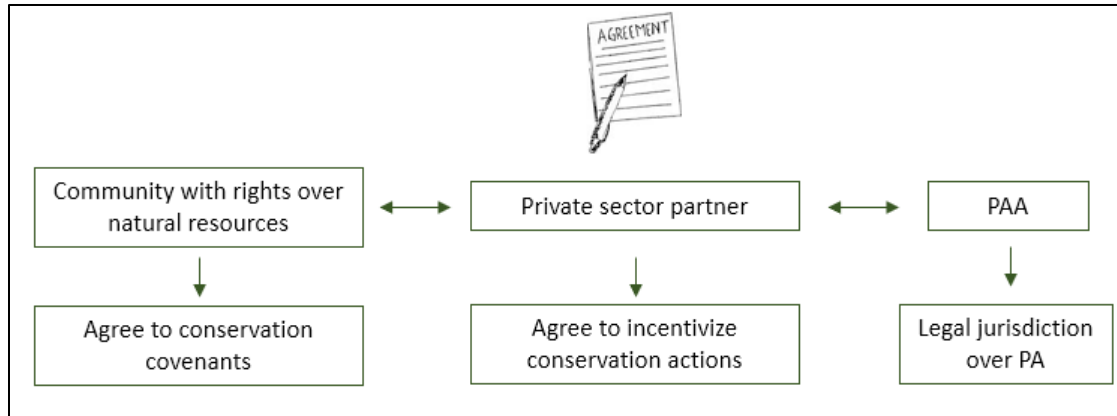 AGREEMENT
Community with rights over
natural resources
Private sector partner
PAA
Agree to conservation
covenants
Agree to incentivize
conservation actions
Legal jurisdiction
over PA